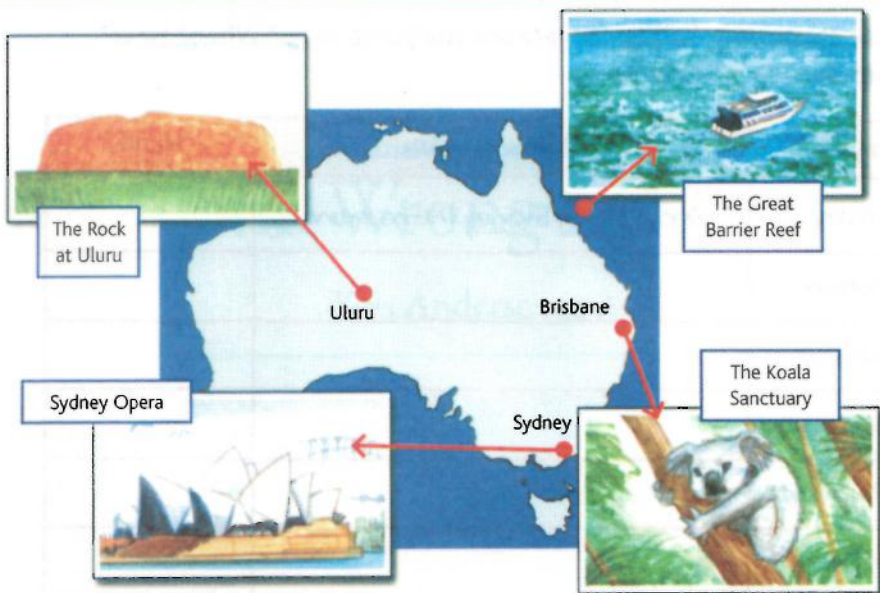 The Rock
at Uluru
The Great
Barrier Reef
Uluru
Brisbane
The Koala
Sanctuary
Sydney Opera
Sydney